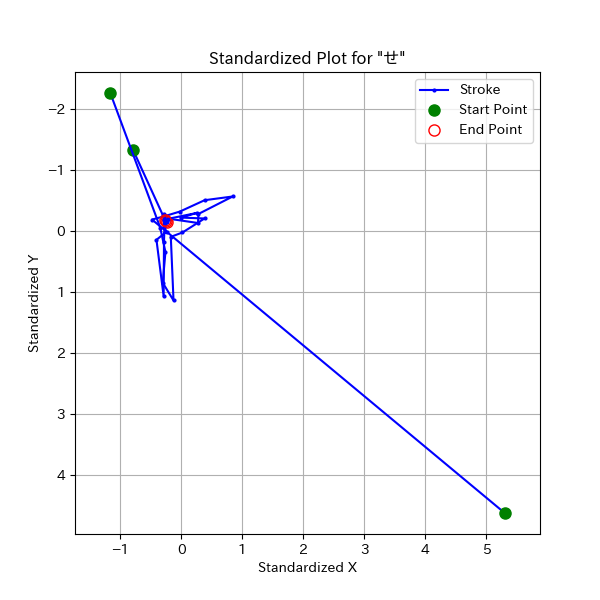 Standardized Plot for "せ"
Stroke
Start Point
End Point
−2
−1
0
1
2
3
4
Standardized Y
−1 0 1 2 3 4 5
Standardized X